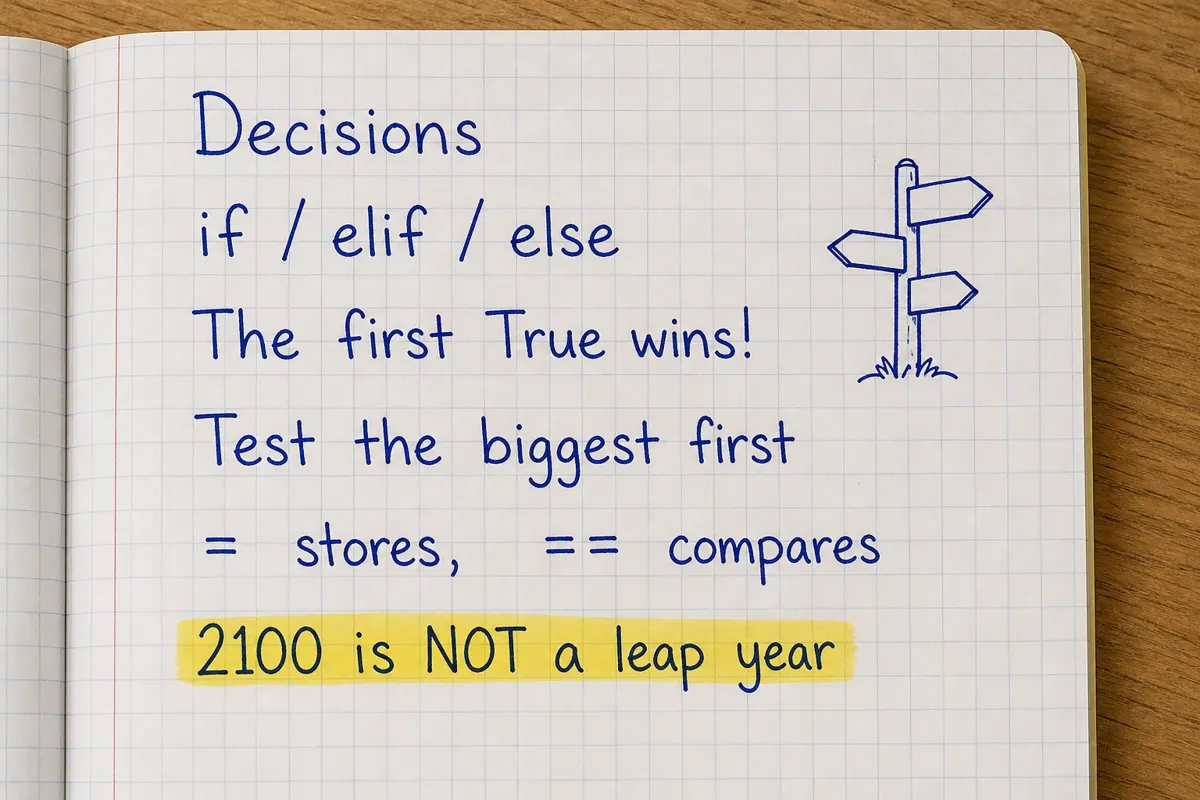 Decisions
if / elif / else
The first True wins!
Test the biggest first
= stores, == compares
2100 is NOT a leap year